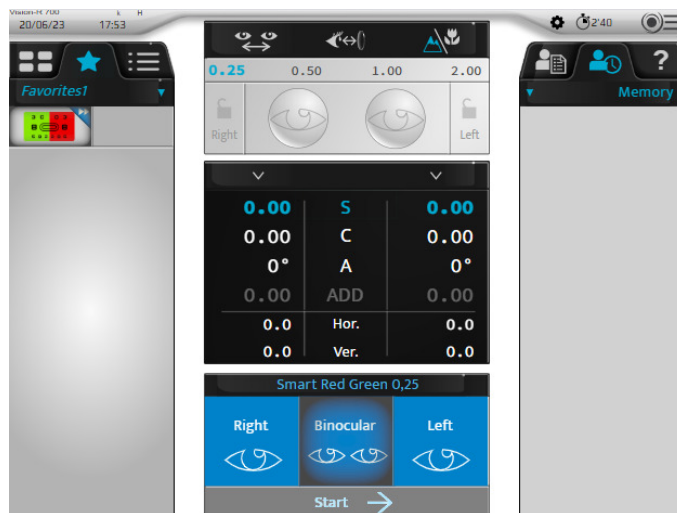 Vision-R 700
20/06/23 17:53
2'40
?
Favorites1
Memory
0.25 0.50 1.00 2.00
Right
Left
0.00 S 0.00
0.00 C 0.00
0° A 0°
0.00 ADD 0.00
0.0 Hor. 0.0
0.0 Ver. 0.0
Smart Red Green 0,25
Right Binocular Left
Start